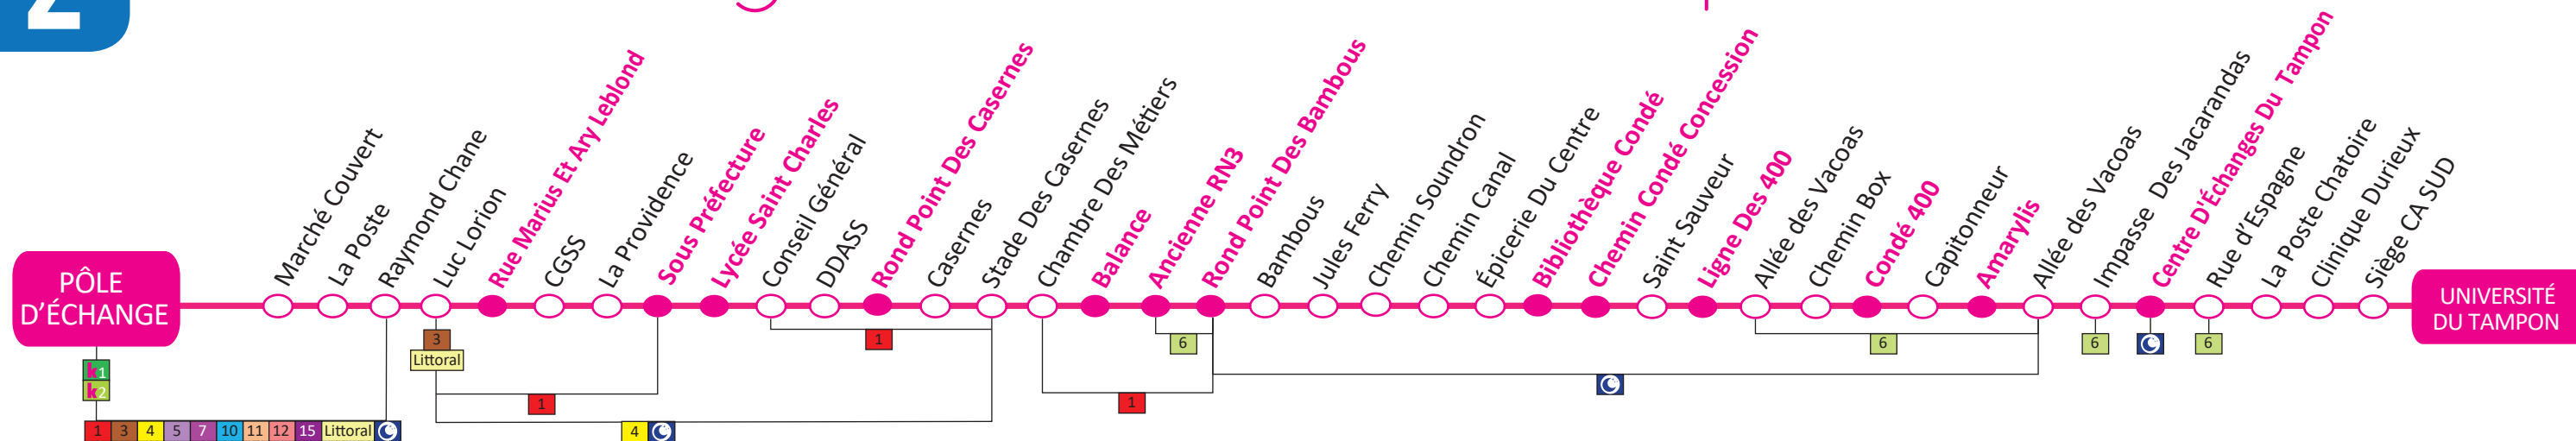 2
PÔLE
D'ÉCHANGE
Marché Couvert
La Poste
Raymond Chane
Luc Lorion
Rue Marius Et Ary Leblond
CGSS
La Providence
Sous Préfecture
Lycée Saint Charles
Conseil Général
DDASS
Rond Point Des Casernes
Casernes
Stade Des Casernes
Chambre Des Métiers
Balance
Ancienne RN3
Rond Point Des Bambous
Bambous
Jules Ferry
Chemin Soundron
Chemin Canal
Épicerie Du Centre
Bibliothèque Condé
Chemin Condé Concession
Saint Sauveur
Ligne Des 400
Allée des Vacoas
Chemin Box
Condé 400
Capitonneur
Amarylis
Allée des Vacoas
Impasse Des Jacarandas
Centre D'Échanges Du Tampon
Rue d'Espagne
La Poste Chatoire
Clinique Durieux
Siège CA SUD
UNIVERSITÉ
DU TAMPON
k1
k2
1 3 4 5 7 10 11 12 15 Littoral
3
Littoral
1
4
1
6
1
6
6
6